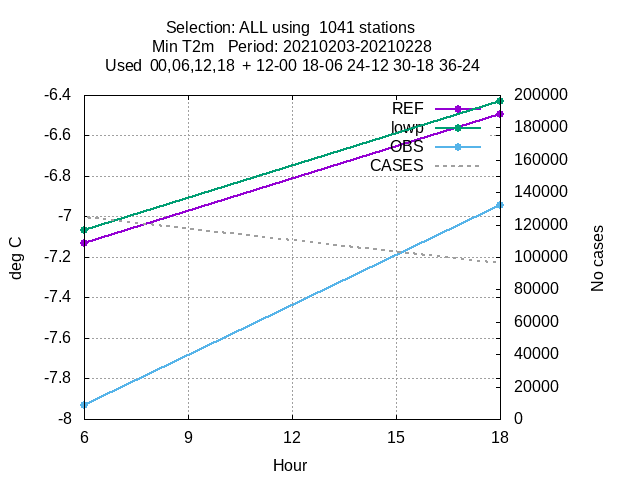 Selection: ALL using  1041 stations
Min T2m   Period: 20210203-20210228
Used  00,06,12,18  + 12-00 18-06 24-12 30-18 36-24
-6.4
-6.6
-6.8
-7
-7.2
-7.4
-7.6
-7.8
-8
deg C
REF
lowp
OBS
CASES
200000
180000
160000
140000
120000
100000
80000
60000
40000
20000
0
No cases
6
9
12
15
18
Hour